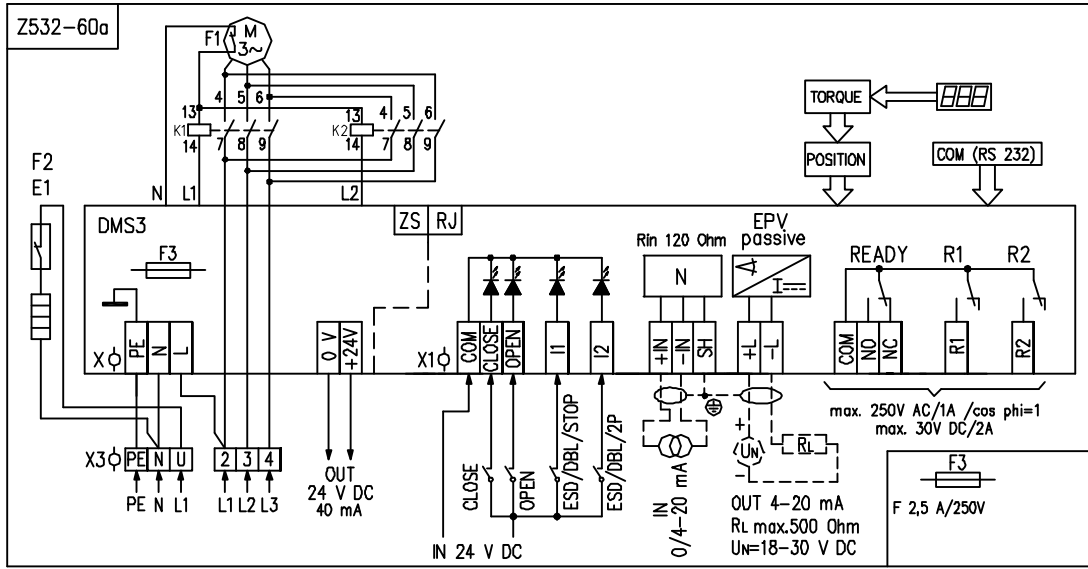 Z532-60a
F1
M
3~
4 5 6
13
K1
14
7 8 9
4 5 6
13
K2
14
7 8 9
TORQUE
POSITION
COM (RS 232)
F2
E1
N
L1
L2
DMS3
ZS
RJ
F3
Rin 120 Ohm
N
EPV
passive
I
READY
R1
R2
X
PE
N
L
0 V
+24V
X1
COM
CLOSE
OPEN
I1
I2
+IN
-IN
SH
+L
-L
COM
NO
NC
R1
R2
max. 250V AC/1A /cos phi=1
max. 30V DC/2A
X3
PE
N
U
2
3
4
PE N L1
L1 L2 L3
OUT
24 V DC
40 mA
CLOSE
OPEN
ESD/DBL/STOP
ESD/DBL/2P
IN 24 V DC
IN
0/4-20 mA
+
UN
-
RL
OUT 4-20 mA
RL max.500 Ohm
UN=18-30 V DC
F3
F 2,5 A/250V